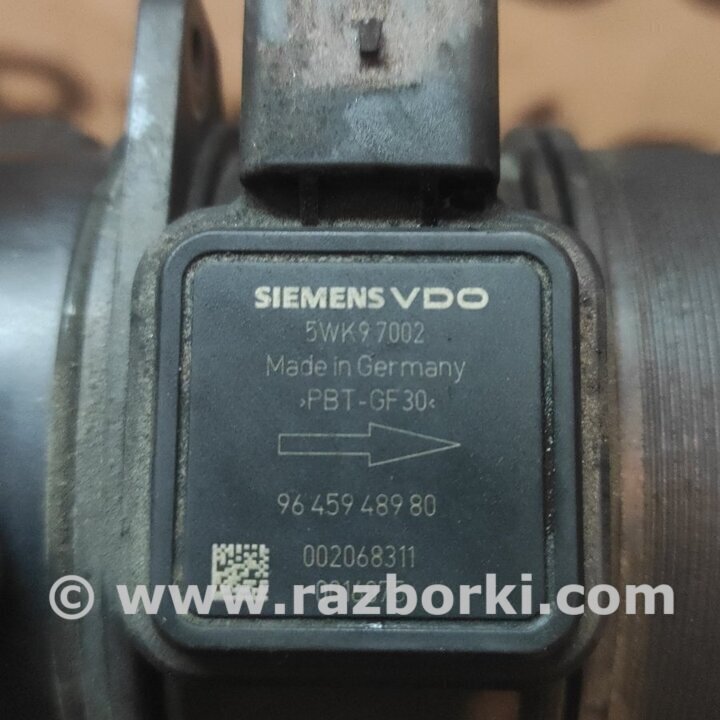 SIEMENS VDO
5WK9 7002
Made in Germany
›PBT-GF30‹
96 459 489 80
002068311
© www.razborki.com